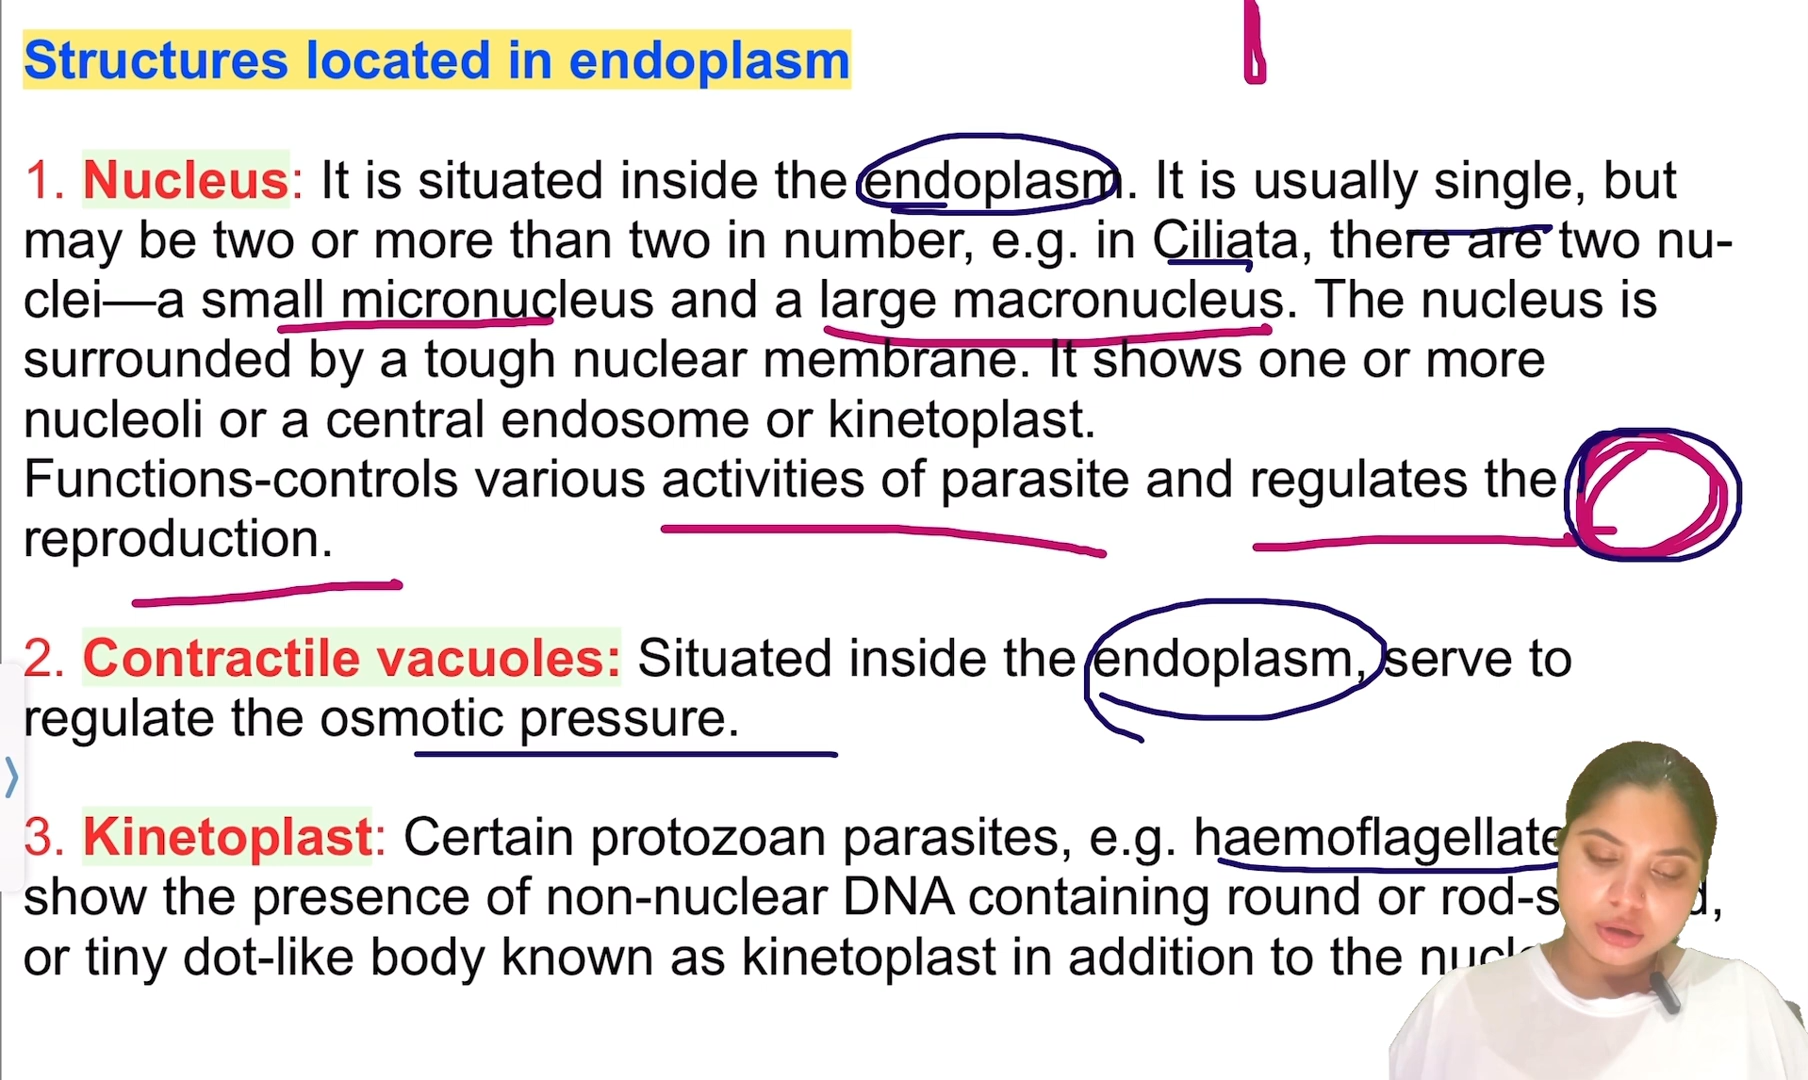 Structures located in endoplasm
1. Nucleus: It is situated inside the endoplasm. It is usually single, but
may be two or more than two in number, e.g. in Ciliata, there are two nu-
clei—a small micronucleus and a large macronucleus. The nucleus is
surrounded by a tough nuclear membrane. It shows one or more
nucleoli or a central endosome or kinetoplast.
Functions-controls various activities of parasite and regulates the
reproduction.
2. Contractile vacuoles: Situated inside the endoplasm, serve to
regulate the osmotic pressure.
3. Kinetoplast: Certain protozoan parasites, e.g.
show the presence of non-nuclear DNA containing round or
or tiny dot-like body known as kinetoplast in addition to the